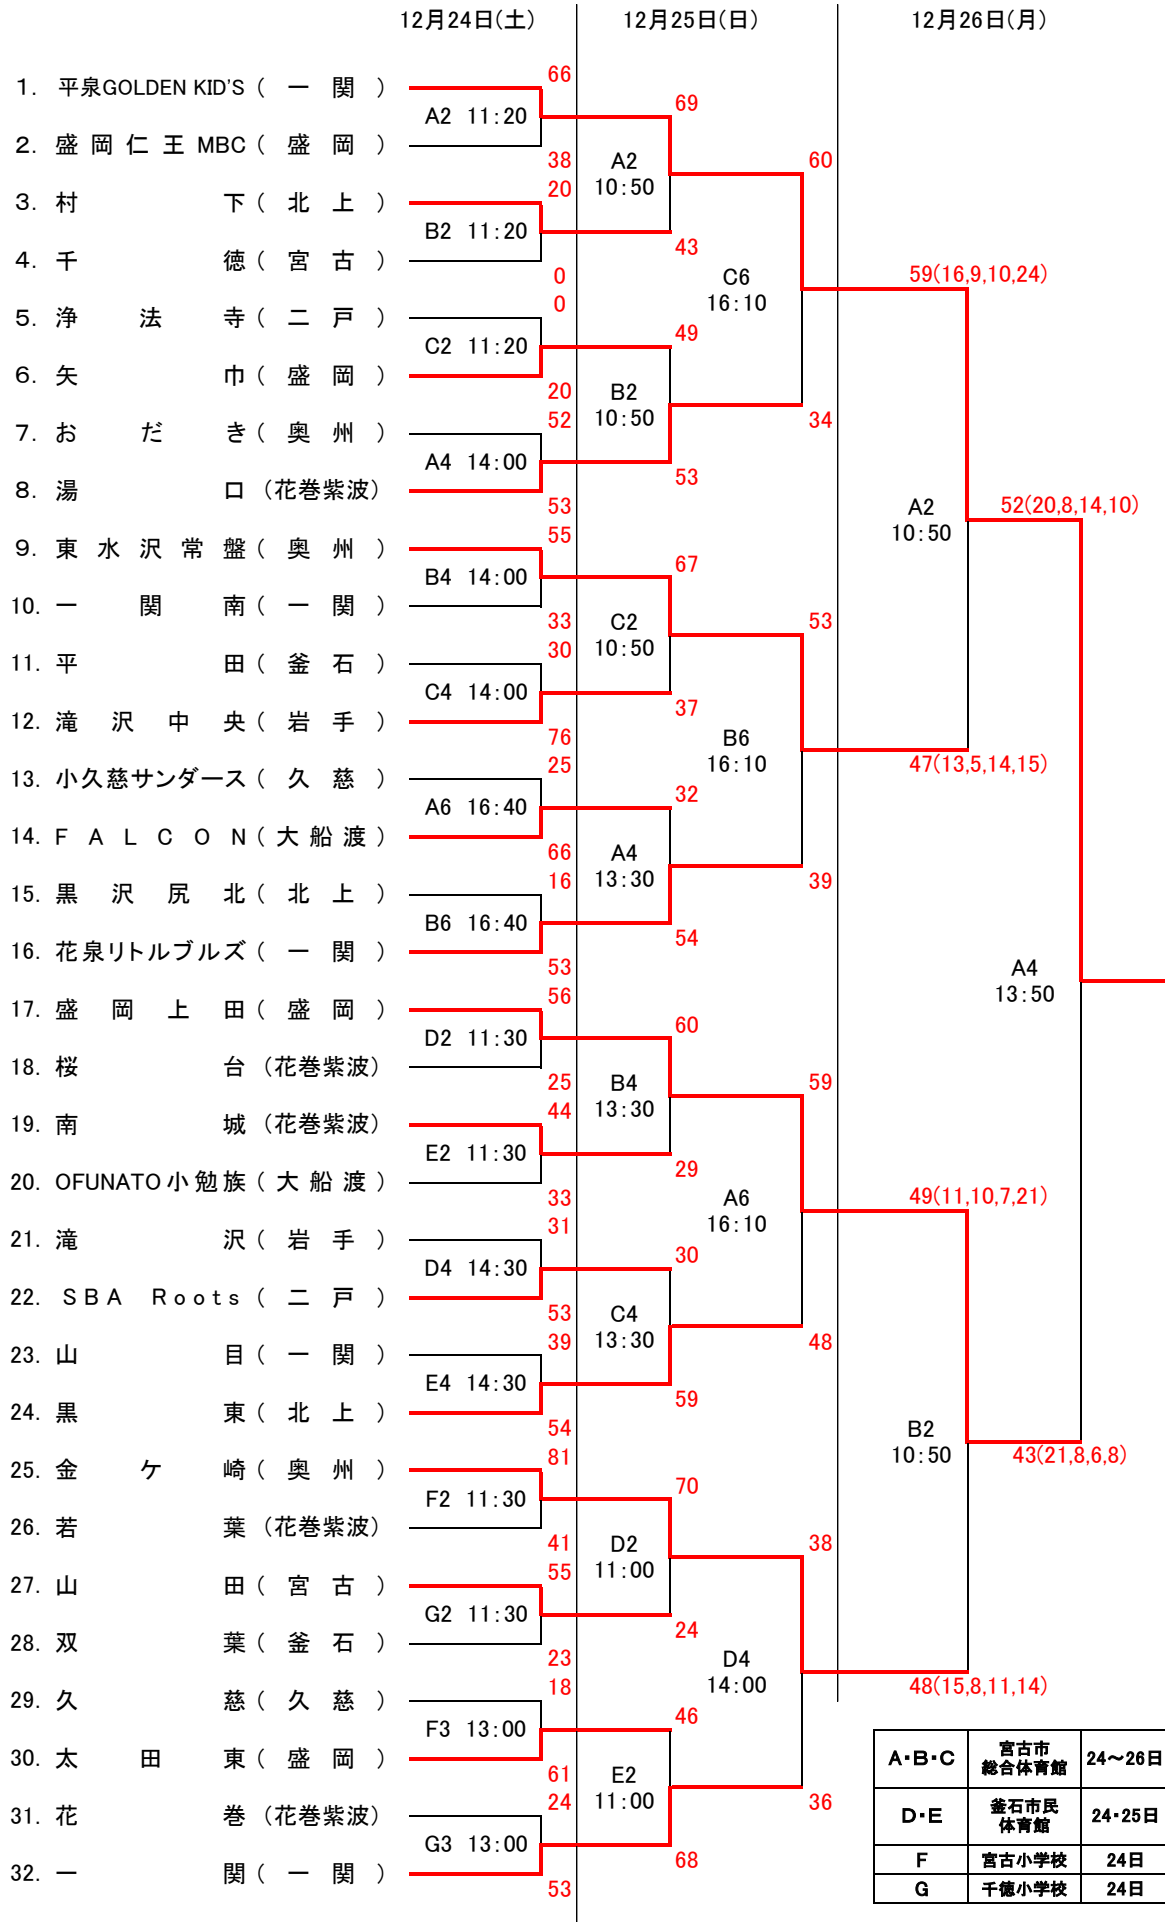 12月24日(土) 12月25日(日) 12月26日(月)
66
1. 平泉GOLDEN KID'S ( 一 関 )
69
A2 11:20
2. 盛岡仁王MBC ( 盛 岡 )
38
A2
10:50
60
20
3. 村 下 ( 北 上 )
B2 11:20
43
4. 千 徳 ( 宮 古 )
0
C6
16:10
59(16,9,10,24)
0
5. 浄 法 寺 ( 二 戸 )
49
C2 11:20
6. 矢 巾 ( 盛 岡 )
20
B2
10:50
34
52
7. お だ き ( 奥 州 )
A4 14:00
53
8. 湯 口 (花巻紫波)
53
A2
10:50
52(20,8,14,10)
55
9. 東水沢常盤 ( 奥 州 )
67
B4 14:00
10. 一 関 南 ( 一 関 )
33
C2
10:50
53
30
11. 平 田 ( 釜 石 )
C4 14:00
37
12. 滝 沢 中 央 ( 岩 手 )
76
B6
16:10
47(13,5,14,15)
25
13. 小久慈サンダース ( 久 慈 )
32
A6 16:40
14. FALCON ( 大 船 渡 )
66
A4
13:30
39
16
15. 黒 沢 尻 北 ( 北 上 )
B6 16:40
54
16. 花泉リトルブルズ ( 一 関 )
53
A4
13:50
56
17. 盛 岡 上 田 ( 盛 岡 )
60
D2 11:30
18. 桜 台 (花巻紫波)
25
B4
13:30
59
44
19. 南 城 (花巻紫波)
E2 11:30
29
20. OFUNATO小勉族 ( 大 船 渡 )
33
A6
16:10
49(11,10,7,21)
31
21. 滝 沢 ( 岩 手 )
30
D4 14:30
22. SBA Roots ( 二 戸 )
53
C4
13:30
48
39
23. 山 目 ( 一 関 )
E4 14:30
59
24. 黒 東 ( 北 上 )
54
B2
10:50
43(21,8,6,8)
81
25. 金 ケ 崎 ( 奥 州 )
70
F2 11:30
26. 若 葉 (花巻紫波)
41
D2
11:00
38
55
27. 山 田 ( 宮 古 )
G2 11:30
24
28. 双 葉 ( 釜 石 )
23
D4
14:00
48(15,8,11,14)
18
29. 久 慈 ( 久 慈 )
46
F3 13:00
30. 太 田 東 ( 盛 岡 )
61
E2
11:00
36
24
31. 花 巻 (花巻紫波)
G3 13:00
68
32. 一 関 ( 一 関 )
53
A・B・C 宮古市 24～26日
総合体育館
D・E 釜石市民 24・25日
体育館
F 宮古小学校 24日
G 千徳小学校 24日